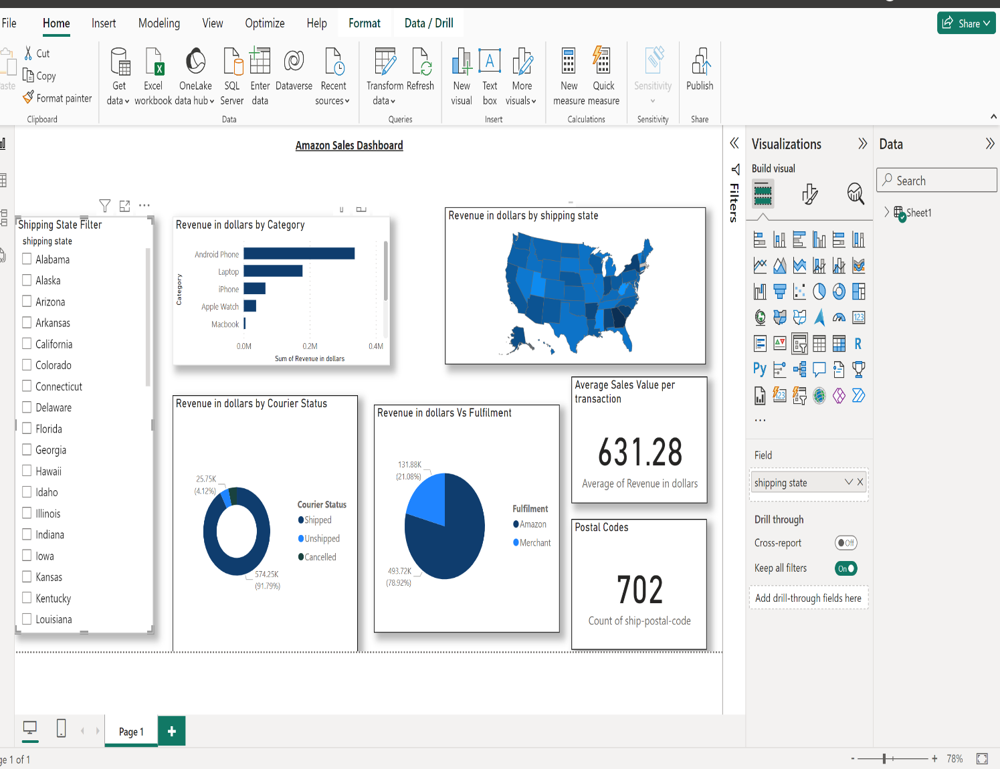 File Home Insert Modeling View Optimize Help Format Data / Drill Share
Cut
Copy
Format painter
Clipboard
Get data
Excel workbook
OneLake data hub
SQL Server
Enter data
Dataverse
Recent sources
Data
Transform data
Refresh
Queries
New visual
Text box
More visuals
Insert
New measure
Quick measure
Calculations
Sensitivity
Sensitivity
Publish
Share
Amazon Sales Dashboard
Shipping State Filter
shipping state
Alabama
Alaska
Arizona
Arkansas
California
Colorado
Connecticut
Delaware
Florida
Georgia
Hawaii
Idaho
Illinois
Indiana
Iowa
Kansas
Kentucky
Louisiana
Revenue in dollars by Category
Category
Android Phone
Laptop
iPhone
Apple Watch
Macbook
0.0M 0.2M 0.4M
Sum of Revenue in dollars
Revenue in dollars by shipping state
Revenue in dollars by Courier Status
25.75K
(4.12%)
574.25K
(91.79%)
Courier Status
Shipped
Unshipped
Cancelled
Revenue in dollars Vs Fulfilment
131.88K
(21.08%)
493.72K
(78.92%)
Fulfilment
Amazon
Merchant
Average Sales Value per
transaction
631.28
Average of Revenue in dollars
Postal Codes
702
Count of ship-postal-code
Filters
Visualizations
Build visual
123
R
Py
123
Field
shipping state
Drill through
Cross-report Off
Keep all filters On
Add drill-through fields here
Data
Search
Sheet1
Page 1
1 of 1
- + 78%